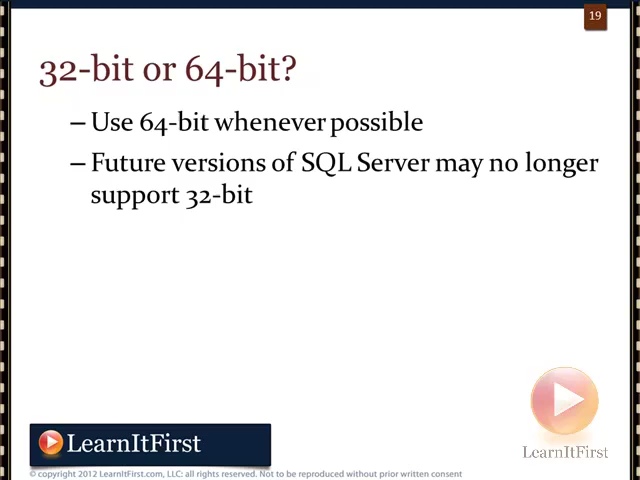 19
32-bit or 64-bit?
– Use 64-bit whenever possible
– Future versions of SQL Server may no longer
support 32-bit
LearnItFirst
LearnItFirst
© copyright 2012 LearnItFirst.com, LLC: all rights reserved. Not to be reproduced without prior written consent